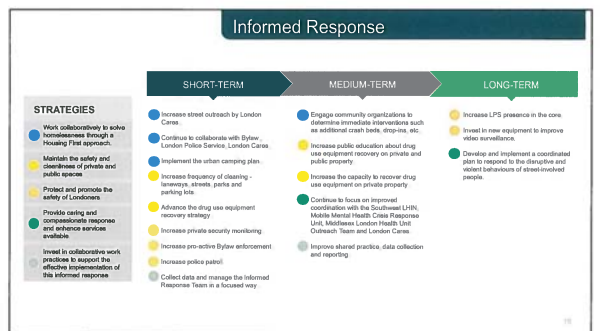 Informed Response
SHORT-TERM
MEDIUM-TERM
LONG-TERM
STRATEGIES
Work collaboratively to solve
homelessness through a
Housing First approach.
Maintain the safety and
cleanliness of private and
public spaces
Protect and promote the
safety of Londoners
Provide caring and
compassionate response
and enhance services
available
Invest in collaborative work
practices to support the
effective implementation of
this informed response
Increase street outreach by London
Cares
Continue to collaborate with Bylaw,
London Police Service, London Cares
Implement the urban camping plan.
Increase frequency of cleaning -
laneways, streets, parks and
parking lots.
Advance the drug use equipment
recovery strategy
Increase private security monitoring
Increase pro-active Bylaw enforcement
Increase police patrol
Collect data and manage the Informed
Response Team in a focused way
Engage community organizations to
determine immediate interventions such
as additional crash beds, drop-ins, etc.
Increase public education about drug
use equipment recovery on private and
public property.
Increase the capacity to recover drug
use equipment on private property
Continue to focus on improved
coordination with the Southwest LHIN,
Mobile Mental Health Crisis Response
Unit, Middlesex London Health Unit
Outreach Team and London Cares
Improve shared practice, data collection
and reporting
Increase LPS presence in the core.
Invest in new equipment to improve
video surveillance.
Develop and implement a coordinated
plan to respond to the disruptive and
violent behaviours of street-involved
people.